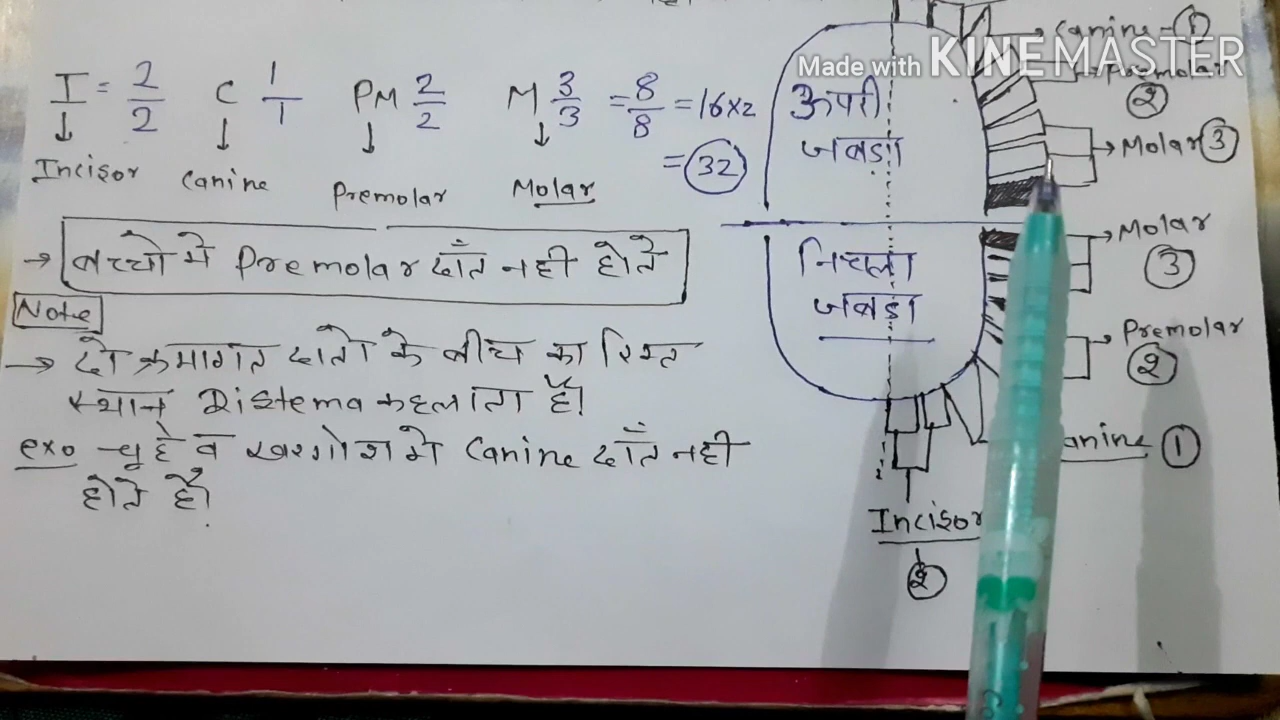 Made with KINEMASTER
I = 2/2 C 1/1 PM 2/2 M 3/3 = 8/8 = 16x2
= 32
Incisor Canine Premolar Molar
→ बच्चो मे Premolar दाँत नही होते
Note
→ दो क्रमागत दातो के बीच का रिक्त
स्थान Distema कहलाता है।
exo चुहे व खरगोश मे Canine दाँत नही
होते है।
Canine - 1
Premolar
2
ऊपरी
जबडा
Molar 3
निचला
जबडा
Molar
3
Premolar
2
anine 1
Incisor
2